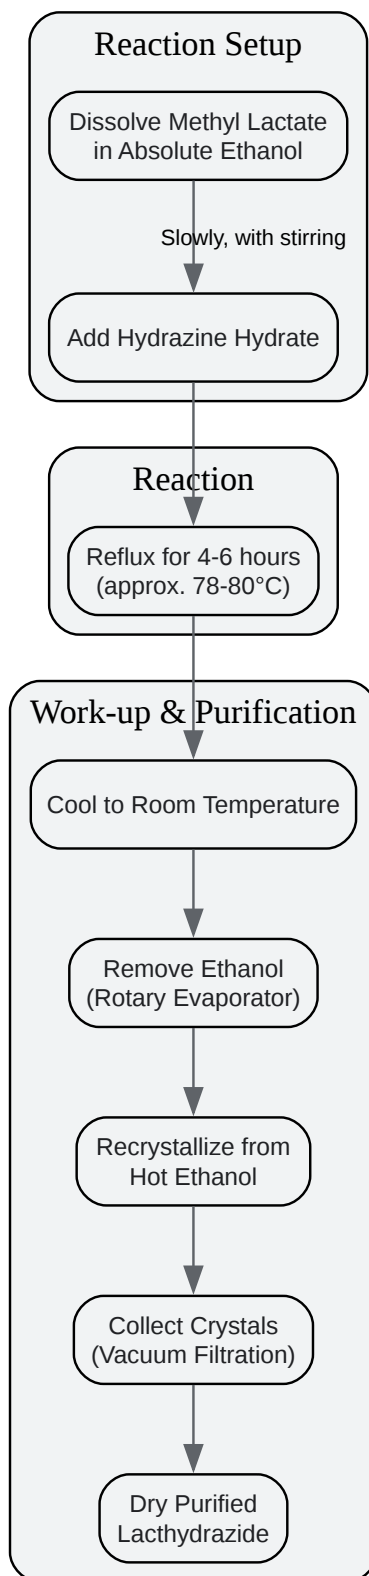 Reaction Setup
Dissolve Methyl Lactate
in Absolute Ethanol
Slowly, with stirring
Add Hydrazine Hydrate
Reaction
Reflux for 4-6 hours
(approx. 78-80°C)
Work-up & Purification
Cool to Room Temperature
Remove Ethanol
(Rotary Evaporator)
Recrystallize from
Hot Ethanol
Collect Crystals
(Vacuum Filtration)
Dry Purified
Lacthydrazide